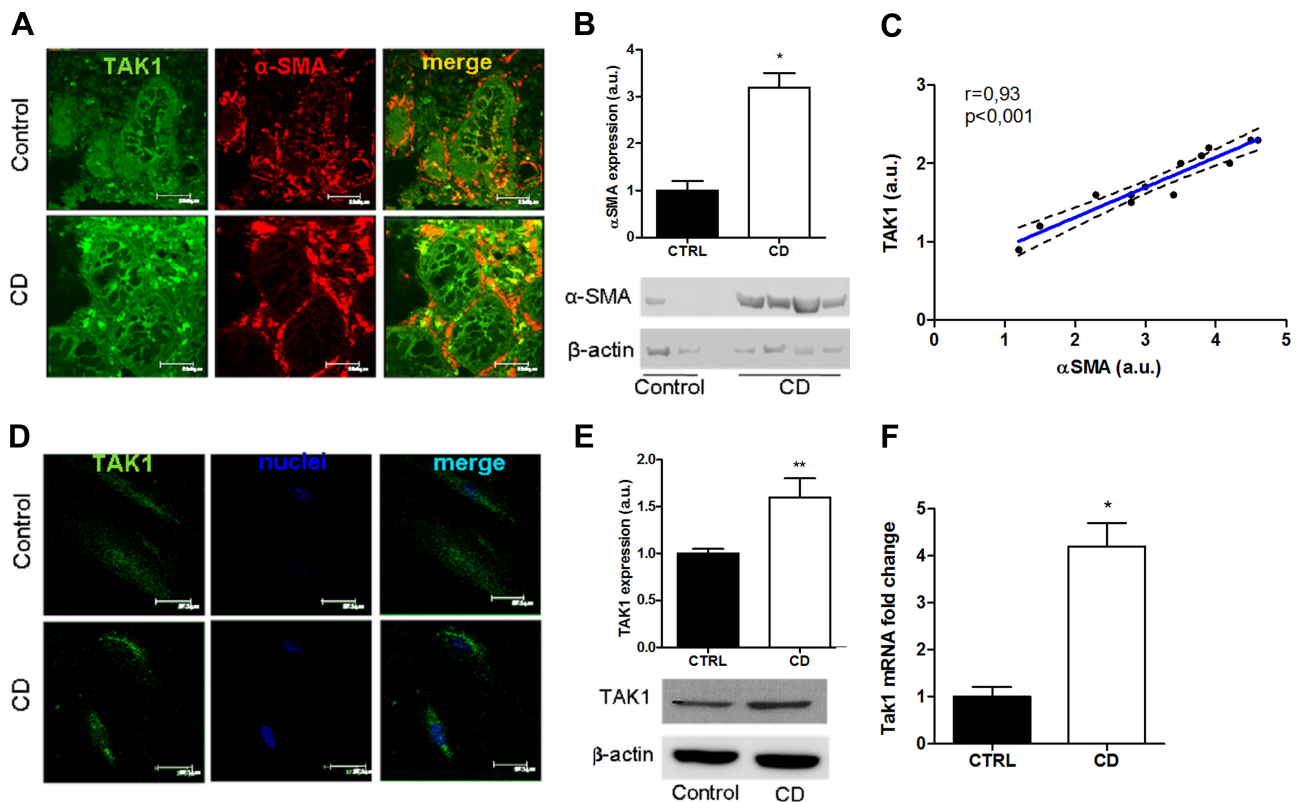 A
TAK1
α-SMA
merge
Control
CD
B
αSMA expression (a.u.)
4
3
2
1
0
*
CTRL
CD
α-SMA
β-actin
Control
CD
C
r=0,93
p<0,001
TAK1 (a.u.)
3
2
1
0
0
1
2
3
4
5
αSMA (a.u.)
D
TAK1
nuclei
merge
Control
CD
E
TAK1 expression (a.u.)
2.0
1.5
1.0
0.5
0.0
**
CTRL
CD
TAK1
β-actin
Control
CD
F
Tak1 mRNA fold change
5
4
3
2
1
0
*
CTRL
CD